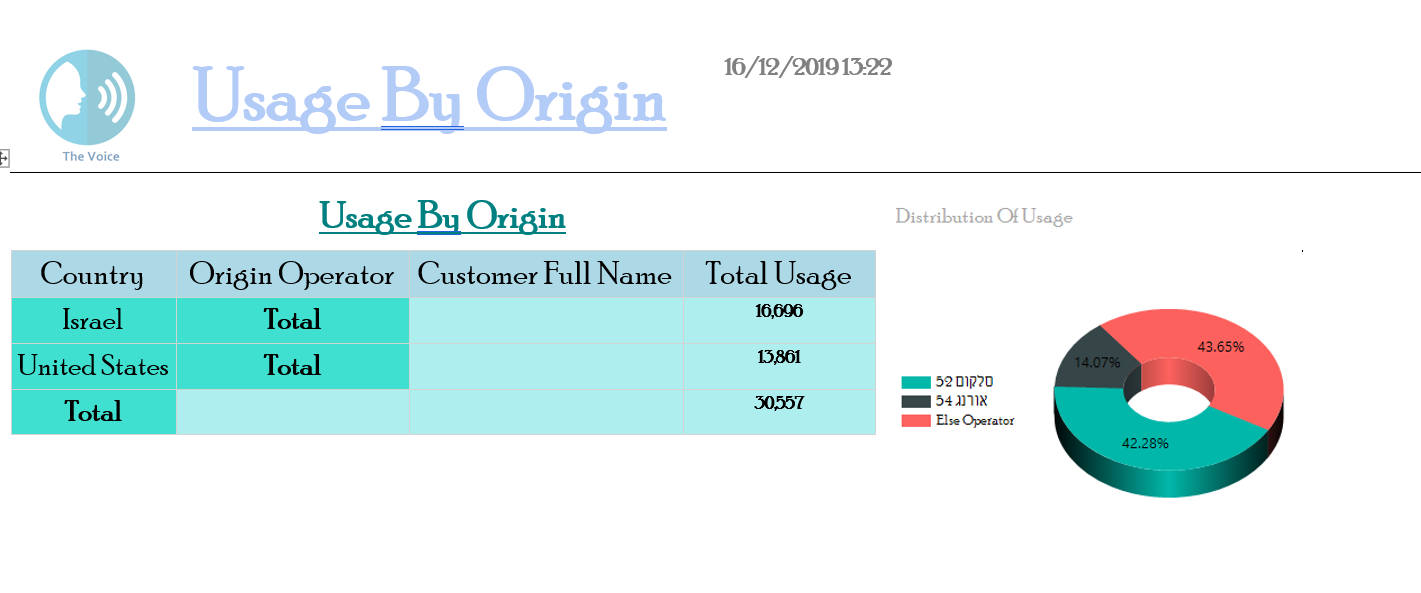 The Voice
Usage By Origin
16/12/2019 13:22
Usage By Origin
Country Origin Operator Customer Full Name Total Usage
Israel Total 16,696
United States Total 13,861
Total 30,557
Distribution Of Usage
סלקום 52
אורנג 54
Else Operator
43.65%
14.07%
42.28%